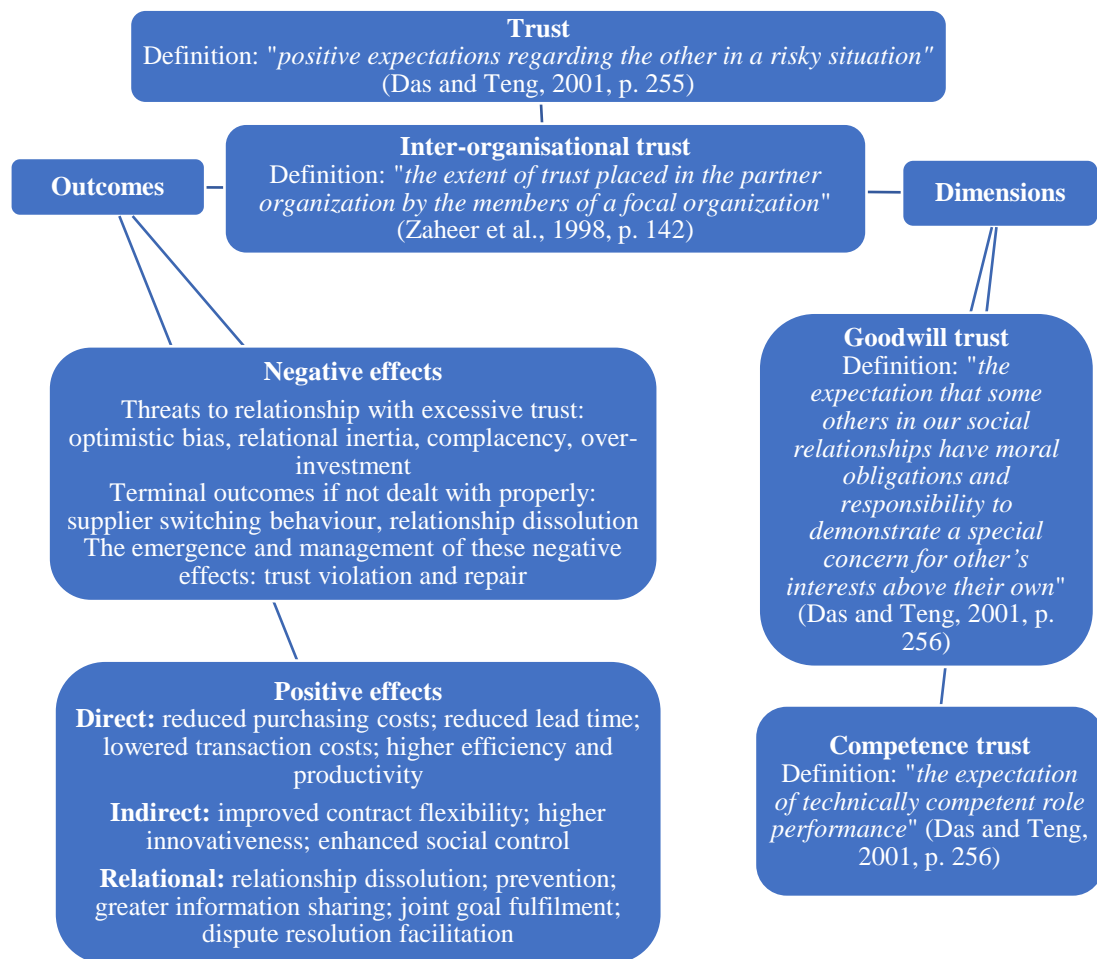 Trust
Definition: "positive expectations regarding the other in a risky situation"
(Das and Teng, 2001, p. 255)
Inter-organisational trust
Definition: "the extent of trust placed in the partner
organization by the members of a focal organization"
(Zaheer et al., 1998, p. 142)
Outcomes
Dimensions
Negative effects
Threats to relationship with excessive trust:
optimistic bias, relational inertia, complacency, over-
investment
Terminal outcomes if not dealt with properly:
supplier switching behaviour, relationship dissolution
The emergence and management of these negative
effects: trust violation and repair
Positive effects
Direct: reduced purchasing costs; reduced lead time;
lowered transaction costs; higher efficiency and
productivity
Indirect: improved contract flexibility; higher
innovativeness; enhanced social control
Relational: relationship dissolution; prevention;
greater information sharing; joint goal fulfilment;
dispute resolution facilitation
Goodwill trust
Definition: "the
expectation that some
others in our social
relationships have moral
obligations and
responsibility to
demonstrate a special
concern for other’s
interests above their own"
(Das and Teng, 2001, p.
256)
Competence trust
Definition: "the expectation
of technically competent role
performance" (Das and Teng,
2001, p. 256)